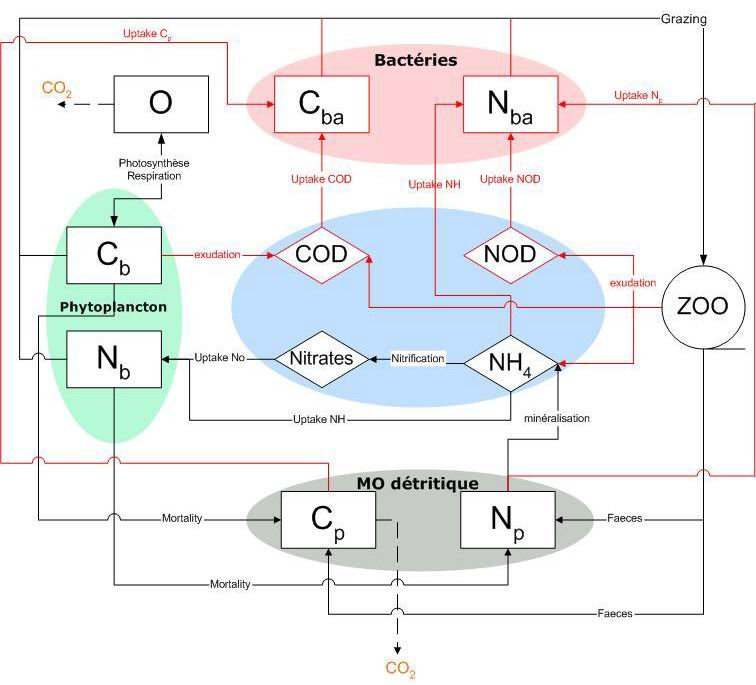 Grazing
Uptake Cp
Bactéries
CO2
O
Cba
Nba
Uptake Np
Photosynthèse
Respiration
Uptake COD
Uptake NH
Uptake NOD
Cb
exudation
COD
NOD
exudation
Phytoplancton
ZOO
Nb
Uptake No
Nitrates
Nitrification
NH4
Uptake NH
minéralisation
MO détritique
Mortality
Cp
Np
Faeces
Mortality
Faeces
CO2